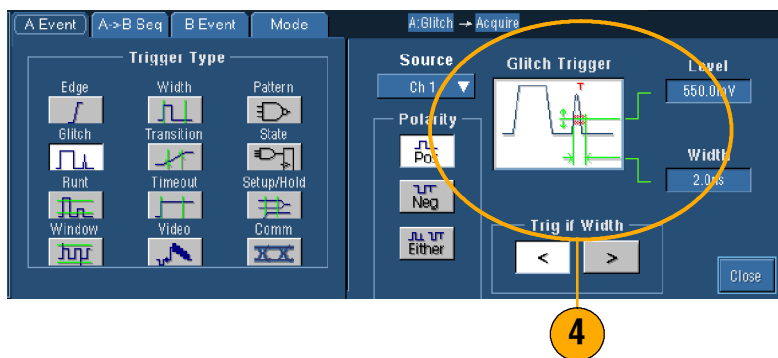 A Event
A->B Seq
B Event
Mode
A:Glitch → Acquire
Trigger Type
Edge
Width
Pattern
Glitch
Transition
State
Runt
Timeout
Setup/Hold
Window
Video
Comm
Source
Ch 1
Polarity
Pos
Neg
Either
Glitch Trigger
T
Level
550.0mV
Width
2.0ns
Trig if Width
<
>
Close
4